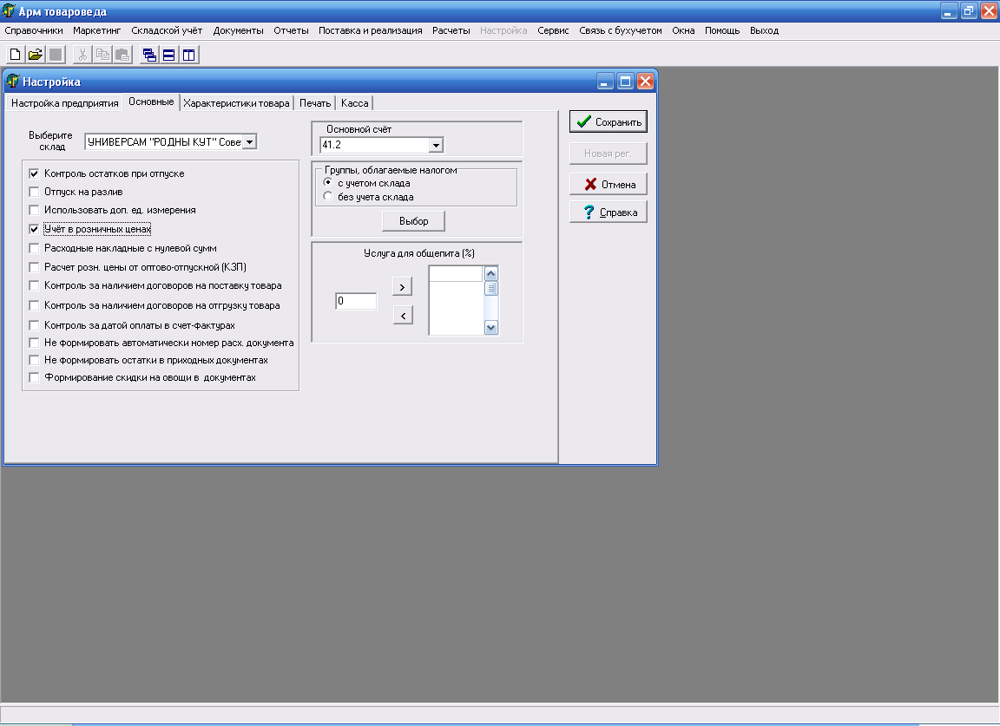 Арм товароведа
Справочники Маркетинг Складской учёт Документы Отчеты Поставка и реализация Расчеты Настройка Сервис Связь с бухучетом Окна Помощь Выход
Настройка
Настройка предприятия Основные Характеристики товара Печать Касса
Выберите склад
УНИВЕРСАМ "РОДНЫ КУТ" Сове
Контроль остатков при отпуске
Отпуск на разлив
Использовать доп. ед. измерения
Учёт в розничных ценах
Расходные накладные с нулевой сумм
Расчет розн. цены от оптово-отпускной (КЗП)
Контроль за наличием договоров на поставку товара
Контроль за наличием договоров на отгрузку товара
Контроль за датой оплаты в счет-фактурах
Не формировать автоматически номер расх. документа
Не формировать остатки в приходных документах
Формирование скидки на овощи в документах
Основной счёт
41.2
Группы, облагаемые налогом
с учетом склада
без учета склада
Выбор
Услуга для общепита (%)
0
>
<
Сохранить
Новая рег.
Отмена
Справка